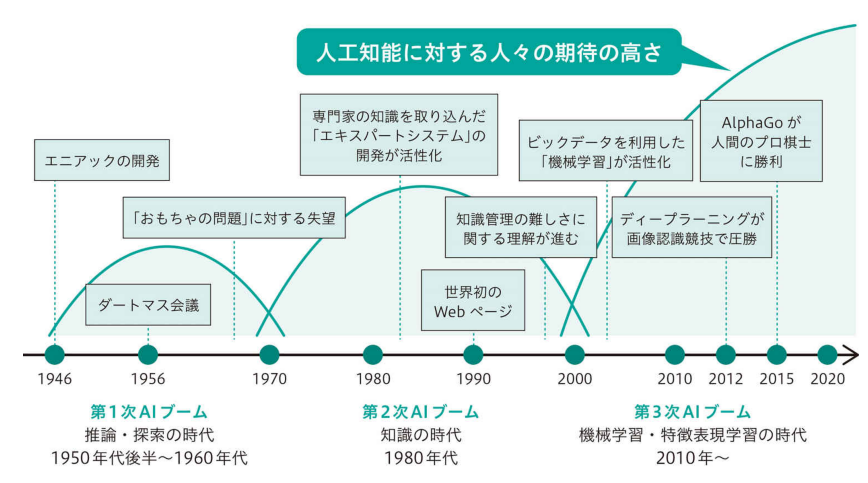 人工知能に対する人々の期待の高さ
専門家の知識を取り込んだ
「エキスパートシステム」の
開発が活性化
ビックデータを利用した
「機械学習」が活性化
AlphaGo が
人間のプロ棋士
に勝利
エニアックの開発
「おもちゃの問題」に対する失望
知識管理の難しさに
関する理解が進む
ディープラーニングが
画像認識競技で圧勝
ダートマス会議
世界初の
Web ページ
1946
1956
1970
1980
1990
2000
2010
2012
2015
2020
第1次AIブーム
推論・探索の時代
1950年代後半〜1960年代
第2次AIブーム
知識の時代
1980年代
第3次AIブーム
機械学習・特徴表現学習の時代
2010年〜